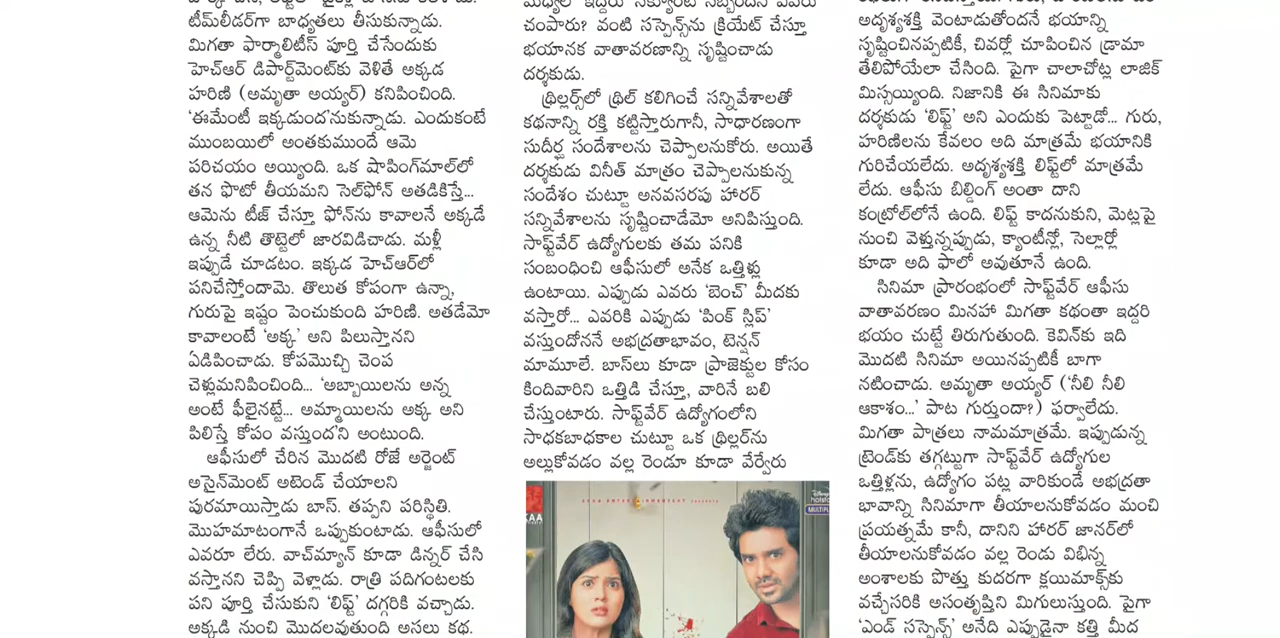 టీమ్‌లీడర్‌గా బాధ్యతలు తీసుకున్నాడు.
మిగతా ఫార్మాలిటీస్ పూర్తి చేసేందుకు
హెచ్ఆర్ డిపార్ట్‌మెంట్‌కు వెళితే అక్కడ
హరిణి (అమృతా అయ్యర్) కనిపించింది.
‘ఈమేంటీ ఇక్కడుంద’నుకున్నాడు. ఎందుకంటే
ముంబయిలో అంతకుముందే ఆమె
పరిచయం అయ్యింది. ఒక షాపింగ్‌మాల్‌లో
తన ఫొటో తీయమని సెల్‌ఫోన్ అతడికిస్తే...
ఆమెను టీజ్ చేస్తూ ఫోన్‌ను కావాలనే అక్కడే
ఉన్న నీటి తొట్టెలో జారవిడిచాడు. మళ్లీ
ఇప్పుడే చూడటం. ఇక్కడ హెచ్ఆర్‌లో
పనిచేస్తోందామె. తొలుత కోపంగా ఉన్నా,
గురుపై ఇష్టం పెంచుకుంది హరిణి. అతడేమో
కావాలంటే ‘అక్క’ అని పిలుస్తానని
ఏడిపించాడు. కోపమొచ్చి చెంప
చెళ్లుమనిపించింది... ‘అబ్బాయిలను అన్న
అంటే ఫీలైనట్టే... అమ్మాయిలను అక్క అని
పిలిస్తే కోపం వస్తుంద’ని అంటుంది.
ఆఫీసులో చేరిన మొదటి రోజే అర్జెంట్
అసైన్‌మెంట్ అటెండ్ చేయాలని
పురమాయిస్తాడు బాస్. తప్పని పరిస్థితి.
మొహమాటంగానే ఒప్పుకుంటాడు. ఆఫీసులో
ఎవరూ లేరు. వాచ్‌మ్యాన్ కూడా డిన్నర్ చేసి
వస్తానని చెప్పి వెళ్లాడు. రాత్రి పదిగంటలకు
పని పూర్తి చేసుకుని ‘లిఫ్ట్’ దగ్గరికి వచ్చాడు.
అక్కడి నుంచి మొదలవుతుంది అసలు కథ.
చంపారు? వంటి సస్పెన్స్‌ను క్రియేట్ చేస్తూ
భయానక వాతావరణాన్ని సృష్టించాడు
దర్శకుడు.
థ్రిల్లర్స్‌లో థ్రిల్ కలిగించే సన్నివేశాలతో
కథనాన్ని రక్తి కట్టిస్తారుగానీ, సాధారణంగా
సుదీర్ఘ సందేశాలను చెప్పాలనుకోరు. అయితే
దర్శకుడు వినీత్ మాత్రం చెప్పాలనుకున్న
సందేశం చుట్టూ అనవసరపు హారర్
సన్నివేశాలను సృష్టించాడేమో అనిపిస్తుంది.
సాఫ్ట్‌వేర్ ఉద్యోగులకు తమ పనికి
సంబంధించి ఆఫీసులో అనేక ఒత్తిళ్లు
ఉంటాయి. ఎప్పుడు ఎవరు ‘బెంచ్’ మీదకు
వస్తారో... ఎవరికి ఎప్పుడు ‘పింక్ స్లిప్’
వస్తుందోననే అభద్రతాభావం, టెన్షన్
మామూలే. బాస్‌లు కూడా ప్రాజెక్టుల కోసం
కిందివారిని ఒత్తిడి చేస్తూ, వారినే బలి
చేస్తుంటారు. సాఫ్ట్‌వేర్ ఉద్యోగంలోని
సాధకబాధకాల చుట్టూ ఒక థ్రిల్లర్‌ను
అల్లుకోవడం వల్ల రెండూ కూడా వేర్వేరు
అదృశ్యశక్తి వెంటాడుతోందనే భయాన్ని
సృష్టించినప్పటికీ, చివర్లో చూపించిన డ్రామా
తేలిపోయేలా చేసింది. పైగా చాలాచోట్ల లాజిక్
మిస్సయ్యింది. నిజానికి ఈ సినిమాకు
దర్శకుడు ‘లిఫ్ట్’ అని ఎందుకు పెట్టాడో... గురు,
హరిణిలను కేవలం అది మాత్రమే భయానికి
గురిచేయలేదు. అదృశ్యశక్తి లిఫ్ట్‌లో మాత్రమే
లేదు. ఆఫీసు బిల్డింగ్ అంతా దాని
కంట్రోల్‌లోనే ఉంది. లిఫ్ట్ కాదనుకుని, మెట్లపై
నుంచి వెళ్తున్నప్పుడు, క్యాంటీన్లో, సెల్లార్లో
కూడా అది ఫాలో అవుతూనే ఉంది.
సినిమా ప్రారంభంలో సాఫ్ట్‌వేర్ ఆఫీసు
వాతావరణం మినహా మిగతా కథంతా ఇద్దరి
భయం చుట్టే తిరుగుతుంది. కెవిన్‌కు ఇది
మొదటి సినిమా అయినప్పటికీ బాగా
నటించాడు. అమృతా అయ్యర్ (‘నీలి నీలి
ఆకాశం...’ పాట గుర్తుందా?) ఫర్వాలేదు.
మిగతా పాత్రలు నామమాత్రమే. ఇప్పుడున్న
ట్రెండ్‌కు తగ్గట్టుగా సాఫ్ట్‌వేర్ ఉద్యోగుల
ఒత్తిళ్లను, ఉద్యోగం పట్ల వారికుండే అభద్రతా
భావాన్ని సినిమాగా తీయాలనుకోవడం మంచి
ప్రయత్నమే కానీ, దానిని హారర్ జానర్‌లో
తీయాలనుకోవడం వల్ల రెండు విభిన్న
అంశాలకు పొత్తు కుదరగా క్లయిమాక్స్‌కు
వచ్చేసరికి అసంతృప్తిని మిగులుస్తుంది. పైగా
‘ఎండ్ సస్పెన్స్’ అనేది ఎప్పుడైనా కత్తి మీద